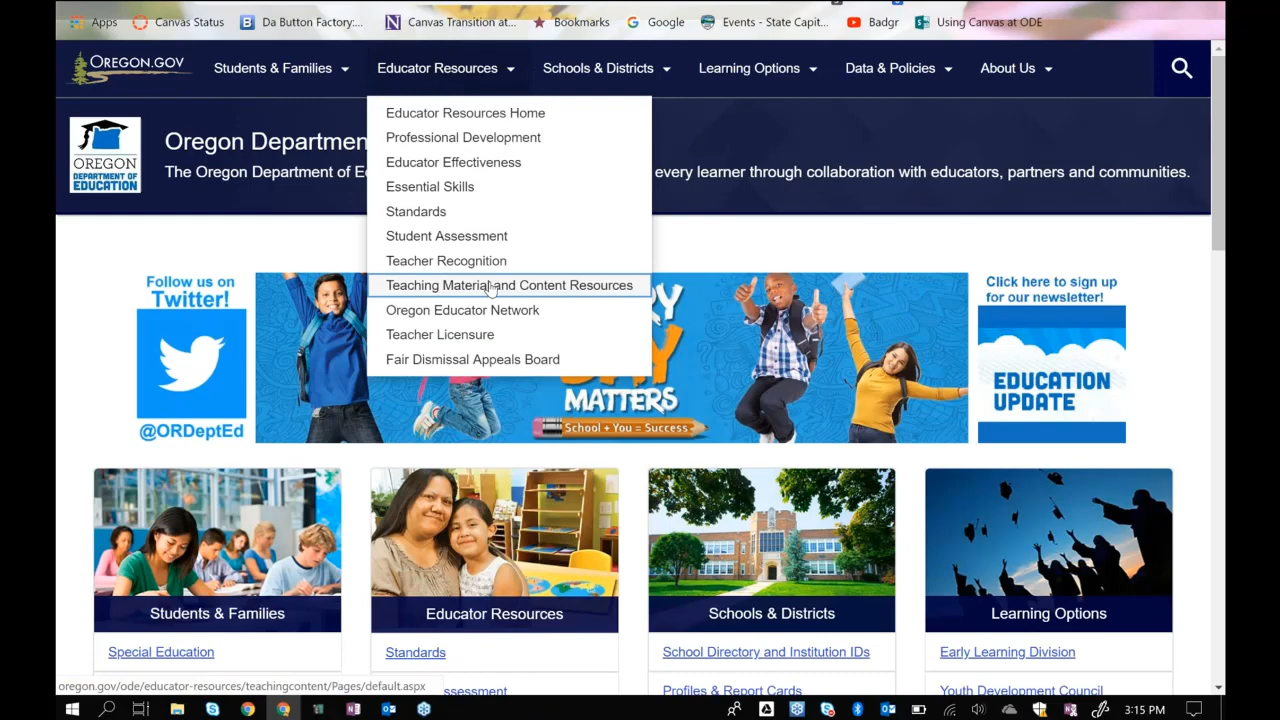 Apps
Canvas Status
Da Button Factory:...
Canvas Transition at...
Bookmarks
Google
Events - State Capit...
Badgr
Using Canvas at ODE
OREGON.GOV
Students & Families
Educator Resources
Schools & Districts
Learning Options
Data & Policies
About Us
Educator Resources Home
Professional Development
Educator Effectiveness
Essential Skills
Standards
Student Assessment
Teacher Recognition
Teaching Material and Content Resources
Oregon Educator Network
Teacher Licensure
Fair Dismissal Appeals Board
OREGON
DEPARTMENT
OF EDUCATION
Oregon Department
The Oregon Department of E
every learner through collaboration with educators, partners and communities.
Follow us on
Twitter!
@ORDeptEd
MATTERS
School + You = Success
Click here to sign up
for our newsletter!
EDUCATION
UPDATE
Students & Families
Educator Resources
Schools & Districts
Learning Options
Special Education
Standards
School Directory and Institution IDs
Early Learning Division
oregon.gov/ode/educator-resources/teachingcontent/Pages/default.aspx
ssessment
Profiles & Report Cards
Youth Development Council
3:15 PM